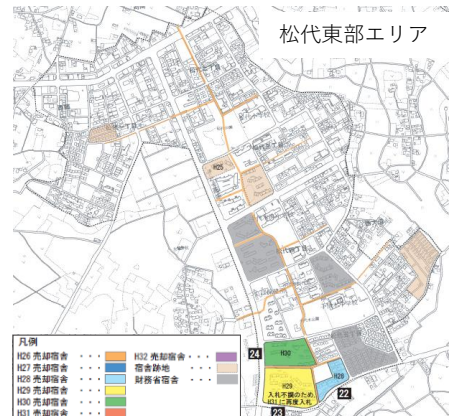 松代東部エリア
H25
24
H30
H29
入札不調のため、
H31に再度入札
H28
22
23
凡例
H26 売却宿舎 ・・・
H27 売却宿舎 ・・・
H28 売却宿舎 ・・・
H29 売却宿舎 ・・・
H30 売却宿舎 ・・・
H31 売却宿舎 ・・・
H32 売却宿舎 ・・・
宿舎跡地 ・・・
財務省宿舎 ・・・